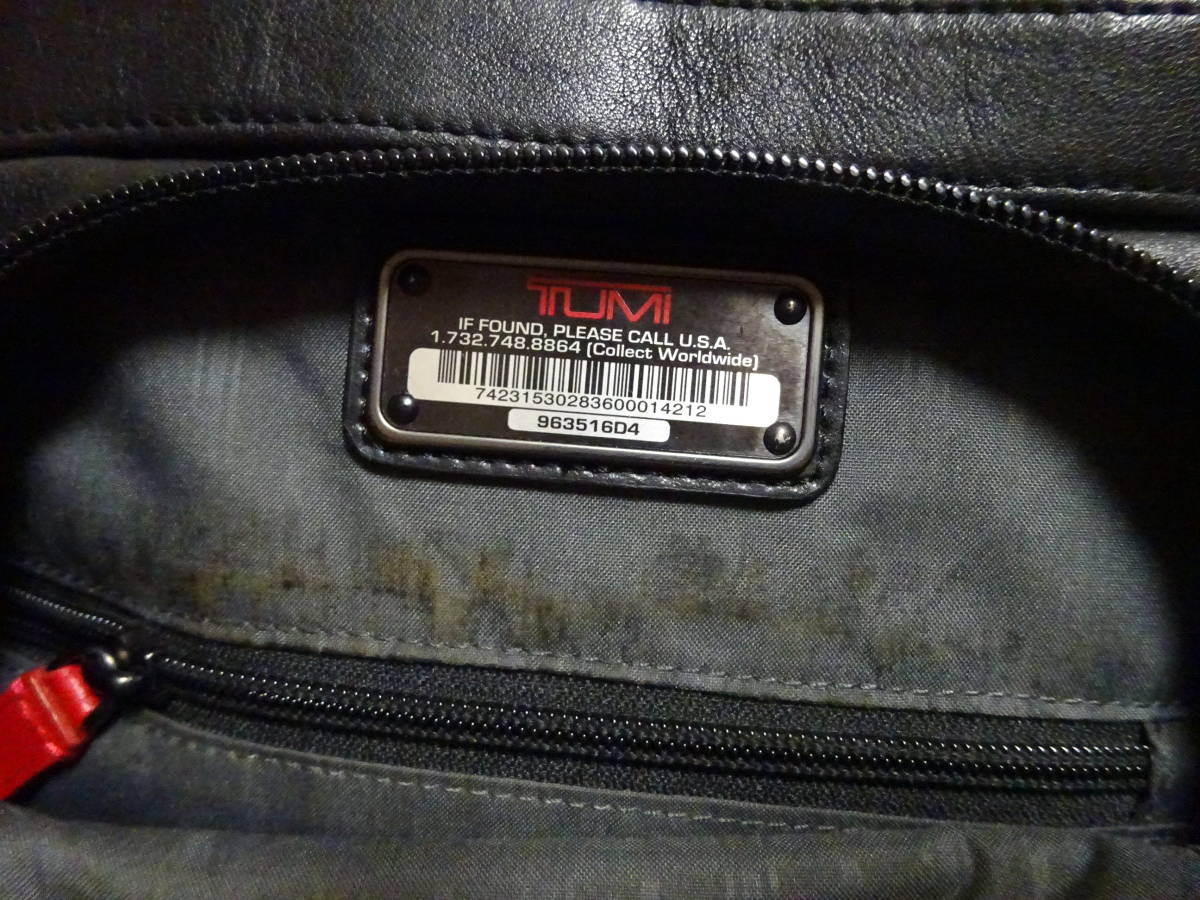 TUMI
IF FOUND, PLEASE CALL U.S.A.
1.732.748.8864 (Collect Worldwide)
74231530283600014212
963516D4